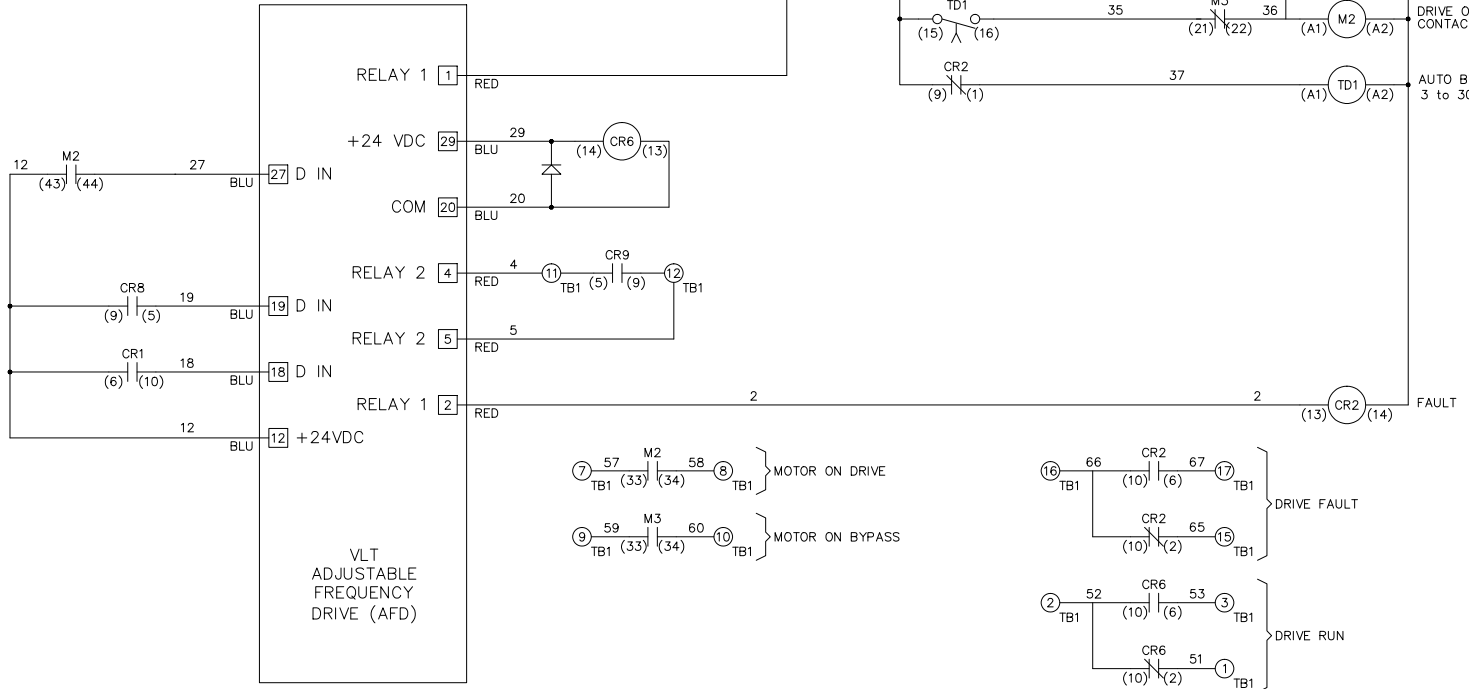 TD1
35
M3
36
(15) (16)
(21) (22)
(A1) M2 (A2)
DRIVE O
CONTAC
CR2
37
(9) (1)
(A1) TD1 (A2)
AUTO B
3 to 30
RELAY 1 1
RED
+24 VDC 29
29
BLU
(14) CR6 (13)
12
M2
27
(43) (44)
BLU
27 D IN
COM 20
20
BLU
RELAY 2 4
4
RED
11
TB1
CR9
(5) (9)
12
TB1
CR8
19
(9) (5)
BLU
19 D IN
RELAY 2 5
5
RED
CR1
18
(6) (10)
BLU
18 D IN
RELAY 1 2
RED
2
2
(13) CR2 (14)
FAULT
12
BLU
12 +24VDC
7 57 M2 58 8
TB1 (33) (34) TB1
MOTOR ON DRIVE
9 59 M3 60 10
TB1 (33) (34) TB1
MOTOR ON BYPASS
16 66 CR2 67 17
TB1 (10) (6) TB1
DRIVE FAULT
CR2 65 15
(10) (2) TB1
2 52 CR6 53 3
TB1 (10) (6) TB1
DRIVE RUN
CR6 51 1
(10) (2) TB1
VLT
ADJUSTABLE
FREQUENCY
DRIVE (AFD)